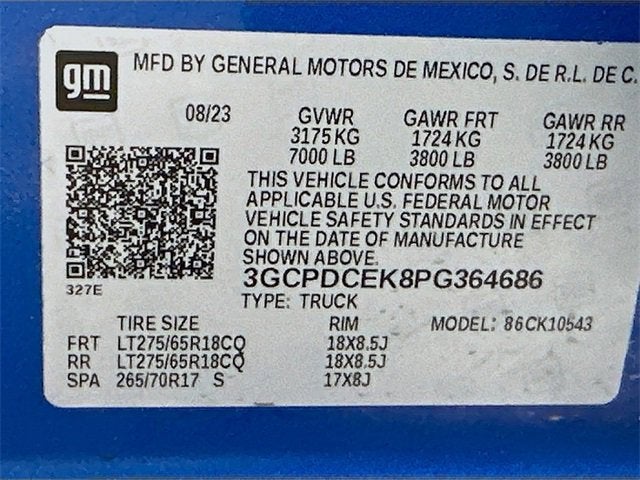 gm
MFD BY GENERAL MOTORS DE MEXICO, S. DE R.L. DE C.
08/23 GVWR GAWR FRT GAWR RR
3175 KG 1724 KG 1724 KG
7000 LB 3800 LB 3800 LB
THIS VEHICLE CONFORMS TO ALL
APPLICABLE U.S. FEDERAL MOTOR
VEHICLE SAFETY STANDARDS IN EFFECT
ON THE DATE OF MANUFACTURE
SHOWN ABOVE.
3GCPDCEK8PG364686
327E
TYPE: TRUCK
TIRE SIZE RIM MODEL: 86CK10543
FRT LT275/65R18CQ 18X8.5J
RR LT275/65R18CQ 18X8.5J
SPA 265/70R17 S 17X8J